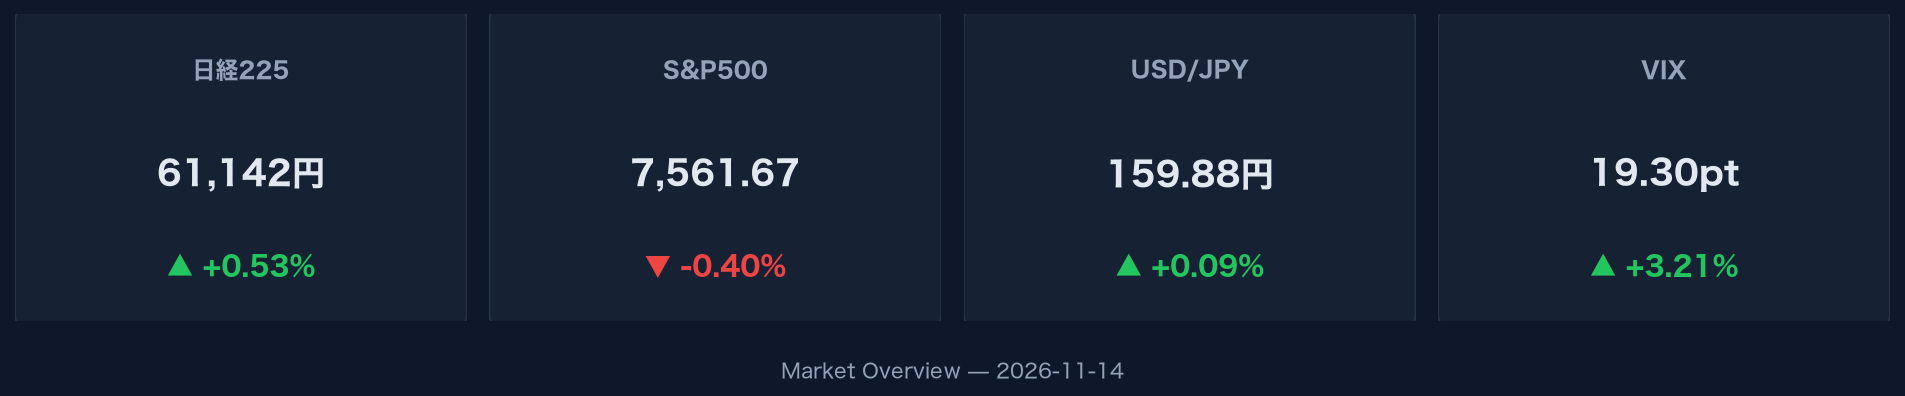 日経225
61,142円
▲ +0.53%
S&P500
7,561.67
▼ -0.40%
USD/JPY
159.88円
▲ +0.09%
VIX
19.30pt
▲ +3.21%
Market Overview — 2026-11-14